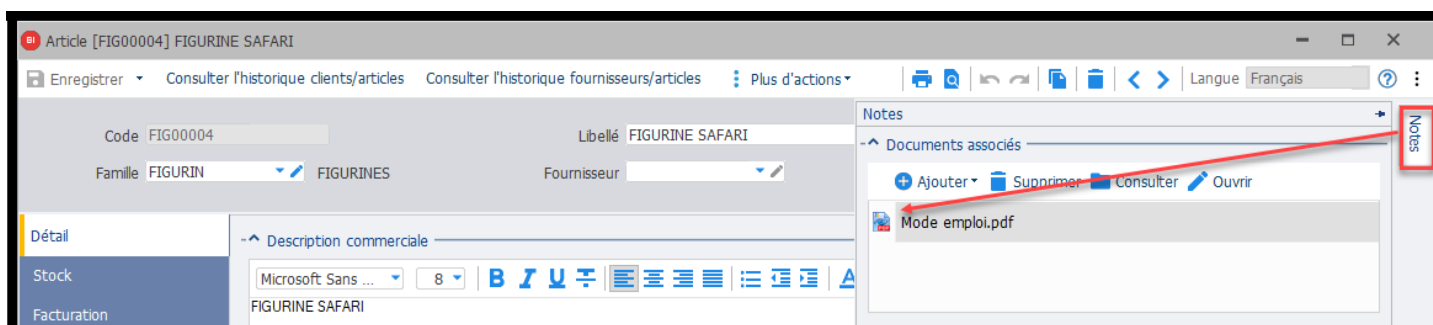 BI Article [FIG00004] FIGURINE SAFARI
Enregistrer Consulter l'historique clients/articles Consulter l'historique fournisseurs/articles Plus d'actions Langue Français ?
Notes
Notes
Code FIG00004 Libellé FIGURINE SAFARI
Documents associés
Famille FIGURIN FIGURINES Fournisseur
Ajouter Supprimer Consulter Ouvrir
Mode emploi.pdf
Détail
Description commerciale
Stock
Microsoft Sans ... 8 B I U T A
FIGURINE SAFARI
Facturation